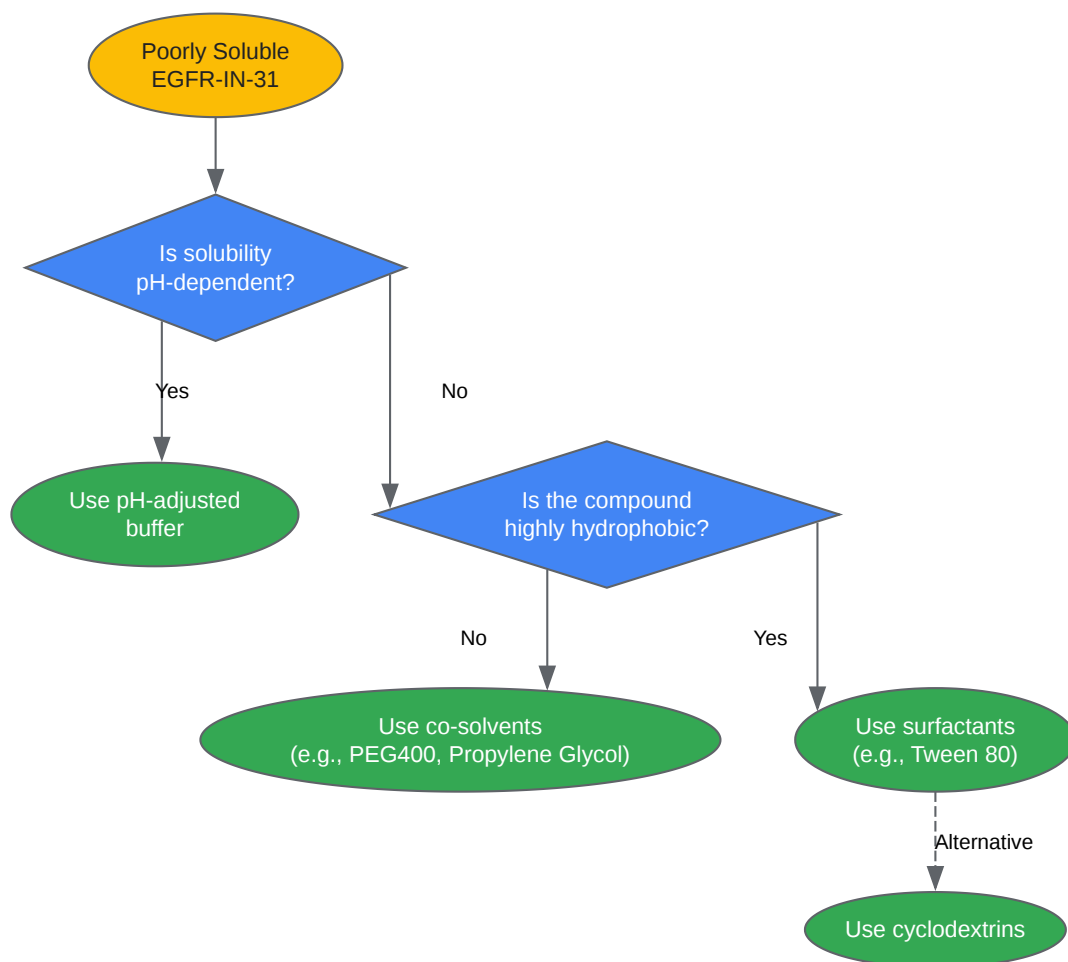 Poorly Soluble
EGFR-IN-31
Is solubility
pH-dependent?
Yes
No
Use pH-adjusted
buffer
Is the compound
highly hydrophobic?
No
Yes
Use co-solvents
(e.g., PEG400, Propylene Glycol)
Use surfactants
(e.g., Tween 80)
Alternative
Use cyclodextrins